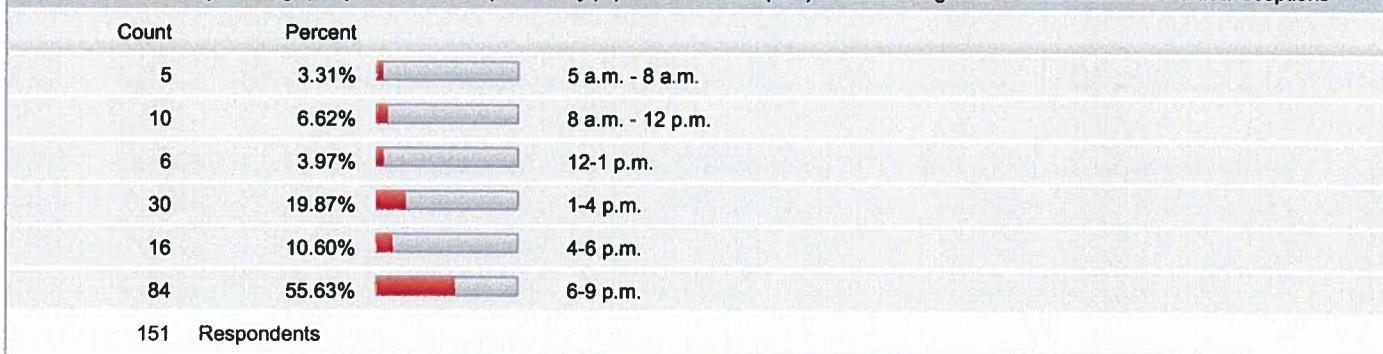 Count Percent
5 3.31% 5 a.m. - 8 a.m.
10 6.62% 8 a.m. - 12 p.m.
6 3.97% 12-1 p.m.
30 19.87% 1-4 p.m.
16 10.60% 4-6 p.m.
84 55.63% 6-9 p.m.
151 Respondents